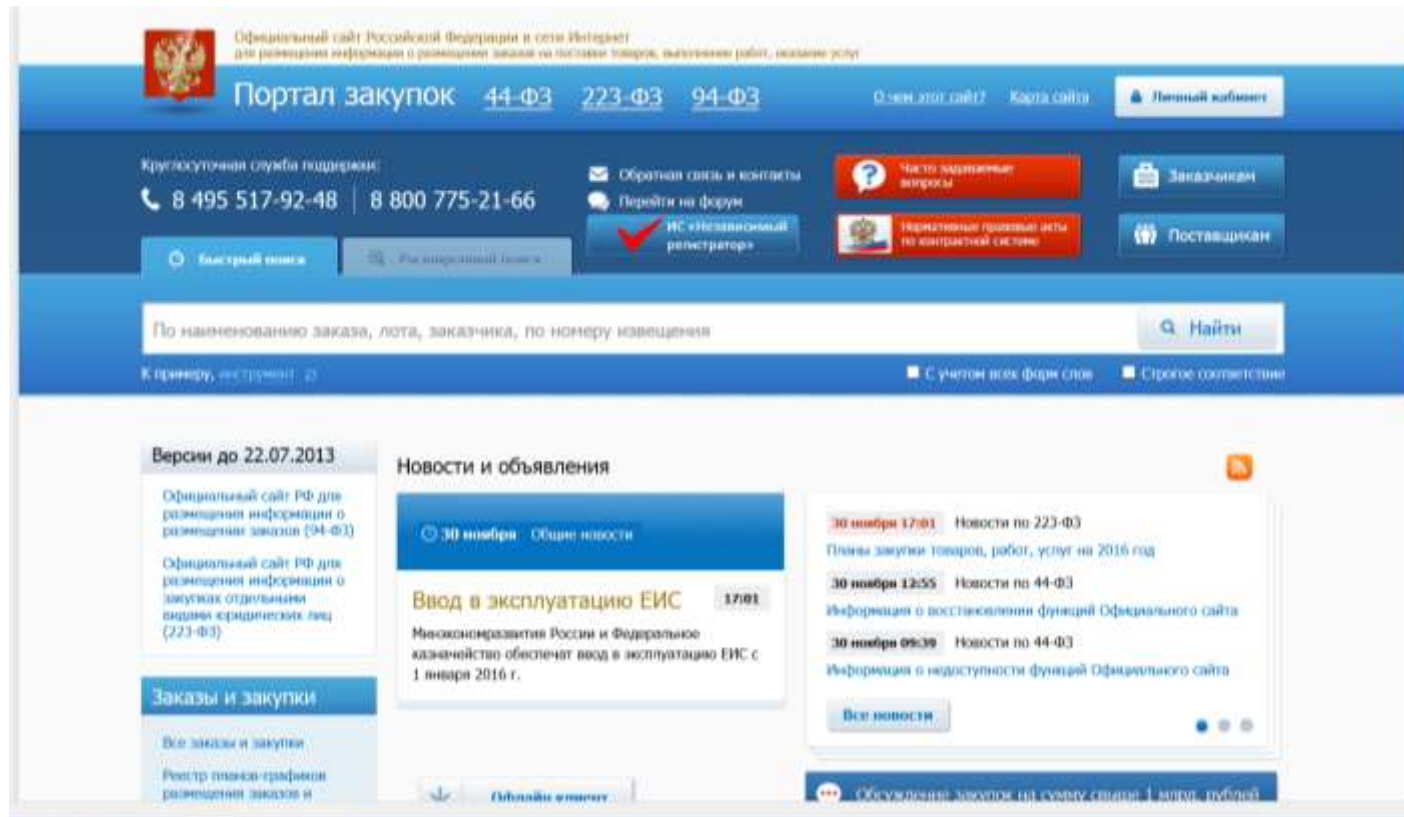 Официальный сайт Российской Федерации в сети Интернет
для размещения информации о размещении заказов на поставки товаров, выполнение работ, оказание услуг
Портал закупок 44-ФЗ 223-ФЗ 94-ФЗ
О чем этот сайт? Карта сайта Личный кабинет
Круглосуточная служба поддержки:
8 495 517-92-48 8 800 775-21-66
Обратная связь и контакты
Перейти на форум
ИС «Независимый
регистратор»
Часто задаваемые
вопросы
Нормативные правовые акты
по контрактной системе
Заказчикам
Поставщикам
Быстрый поиск Расширенный поиск
По наименованию заказа, лота, заказчика, по номеру извещения
Найти
К примеру, инструмент
С учетом всех форм слов Строгое соответствие
Версии до 22.07.2013
Официальный сайт РФ для
размещения информации о
размещении заказов (94-ФЗ)
Официальный сайт РФ для
размещения информации о
закупках отдельными
видами юридических лиц
(223-ФЗ)
Заказы и закупки
Все заказы и закупки
Реестр планов-графиков
размещения заказов и
Новости и объявления
30 ноября Общие новости
Ввод в эксплуатацию ЕИС 17:01
Минэкономразвития России и Федеральное
казначейство обеспечат ввод в эксплуатацию ЕИС с
1 января 2016 г.
Офлайн клиент
30 ноября 17:01 Новости по 223-ФЗ
Планы закупки товаров, работ, услуг на 2016 год
30 ноября 12:55 Новости по 44-ФЗ
Информация о восстановлении функций Официального сайта
30 ноября 09:39 Новости по 44-ФЗ
Информация о недоступности функций Официального сайта
Все новости
Обсуждение закупок на сумму свыше 1 млрд. рублей